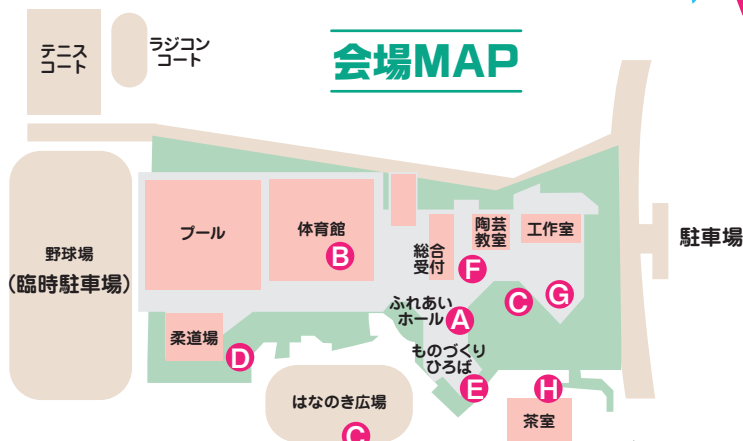 会場MAP
テニス
コート
ラジコン
コート
プール
体育館
B
陶芸
教室
工作室
駐車場
野球場
(臨時駐車場)
総合
受付
F
G
C
ふれあい
ホール
A
柔道場
D
ものづくり
ひろば
E
H
はなのき広場
C
茶室